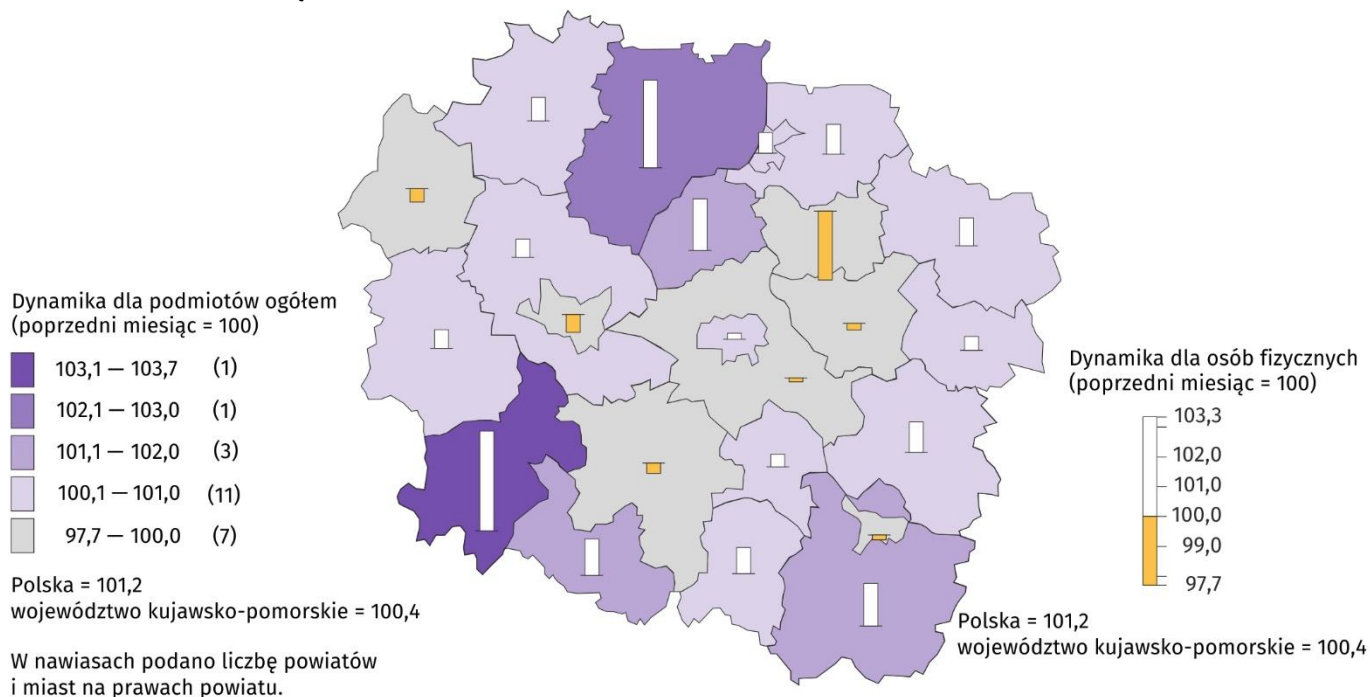 Dynamika dla podmiotów ogółem
(poprzedni miesiąc = 100)
103,1 — 103,7 (1)
102,1 — 103,0 (1)
101,1 — 102,0 (3)
100,1 — 101,0 (11)
97,7 — 100,0 (7)
Polska = 101,2
województwo kujawsko-pomorskie = 100,4
W nawiasach podano liczbę powiatów
i miast na prawach powiatu.
Dynamika dla osób fizycznych
(poprzedni miesiąc = 100)
103,3
102,0
101,0
100,0
99,0
97,7
Polska = 101,2
województwo kujawsko-pomorskie = 100,4